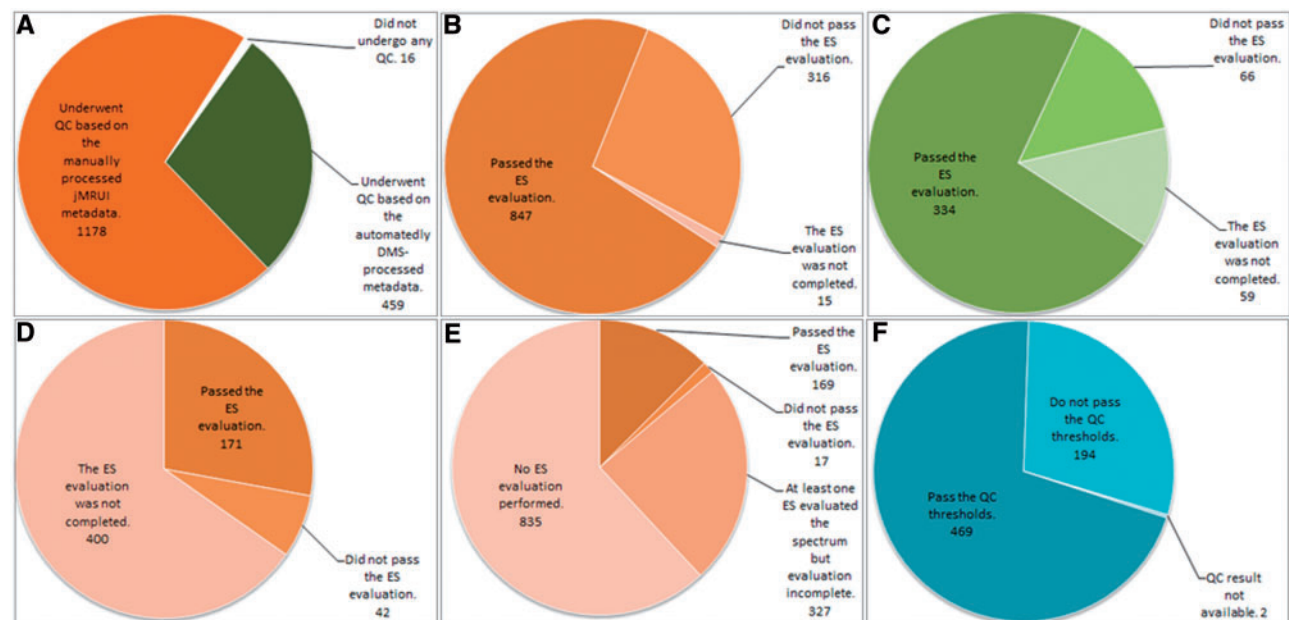 A
Did not
undergo any
QC. 16
Underwent
QC based on
the
manually
processed
jMRUI
metadata.
1178
Underwent
QC based on
the
automatedly
DMS-
processed
metadata.
459
B
Did not pass
the ES
evaluation.
316
Passed the
ES
evaluation.
847
The ES
evaluation
was not
completed.
15
C
Did not pass
the ES
evaluation.
66
Passed the
ES
evaluation.
334
The ES
evaluation
was not
completed.
59
D
Passed the
ES
evaluation.
171
The ES
evaluation
was not
completed.
400
Did not pass
the ES
evaluation.
42
E
Passed the
ES
evaluation.
169
Did not pass
the ES
evaluation.
17
No ES
evaluation
performed.
835
At least one
ES evaluated
the
spectrum
but
evaluation
incomplete.
327
F
Do not pass
the QC
thresholds.
194
Pass the QC
thresholds.
469
QC result
not
available. 2